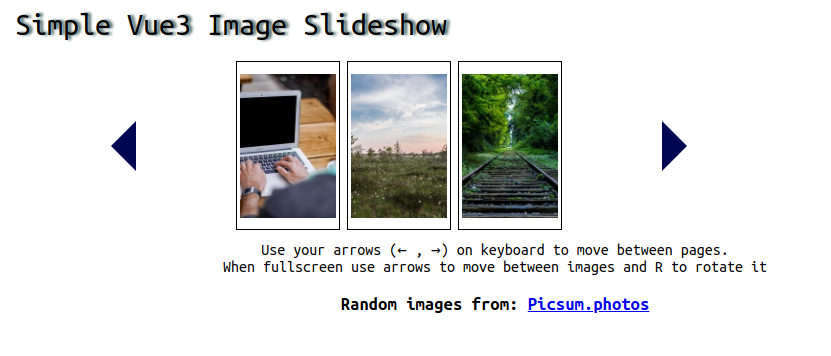 Simple Vue3 Image Slideshow
Use your arrows (← , →) on keyboard to move between pages.
When fullscreen use arrows to move between images and R to rotate it
Random images from: Picsum.photos